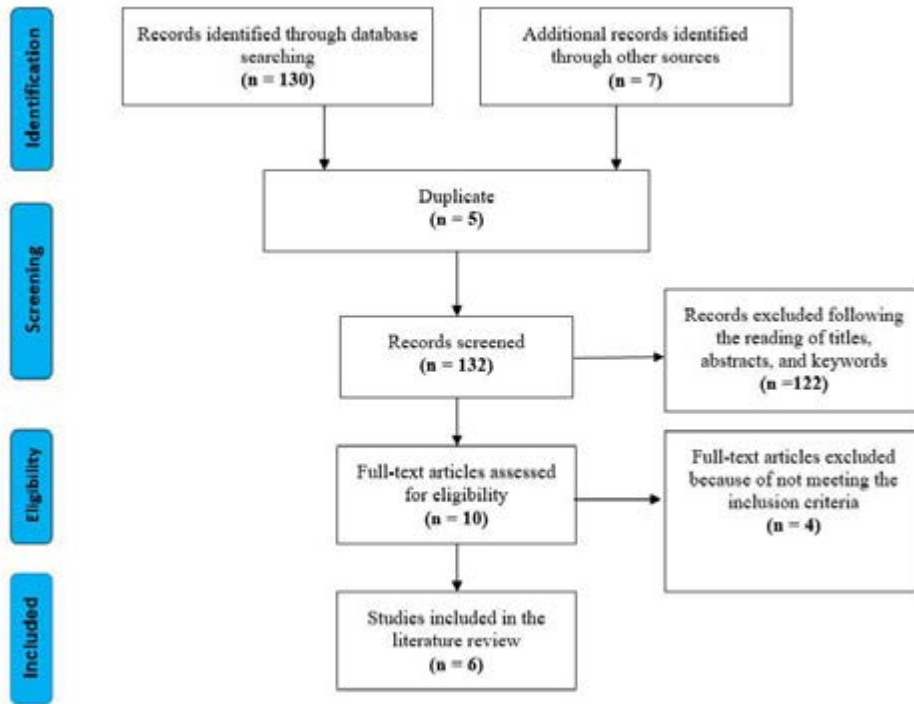 Identification
Records identified through database
searching
(n = 130)
Additional records identified
through other sources
(n = 7)
Screening
Duplicate
(n = 5)
Records screened
(n = 132)
Records excluded following
the reading of titles,
abstracts, and keywords
(n =122)
Eligibility
Full-text articles assessed
for eligibility
(n = 10)
Full-text articles excluded
because of not meeting the
inclusion criteria
(n = 4)
Included
Studies included in the
literature review
(n = 6)